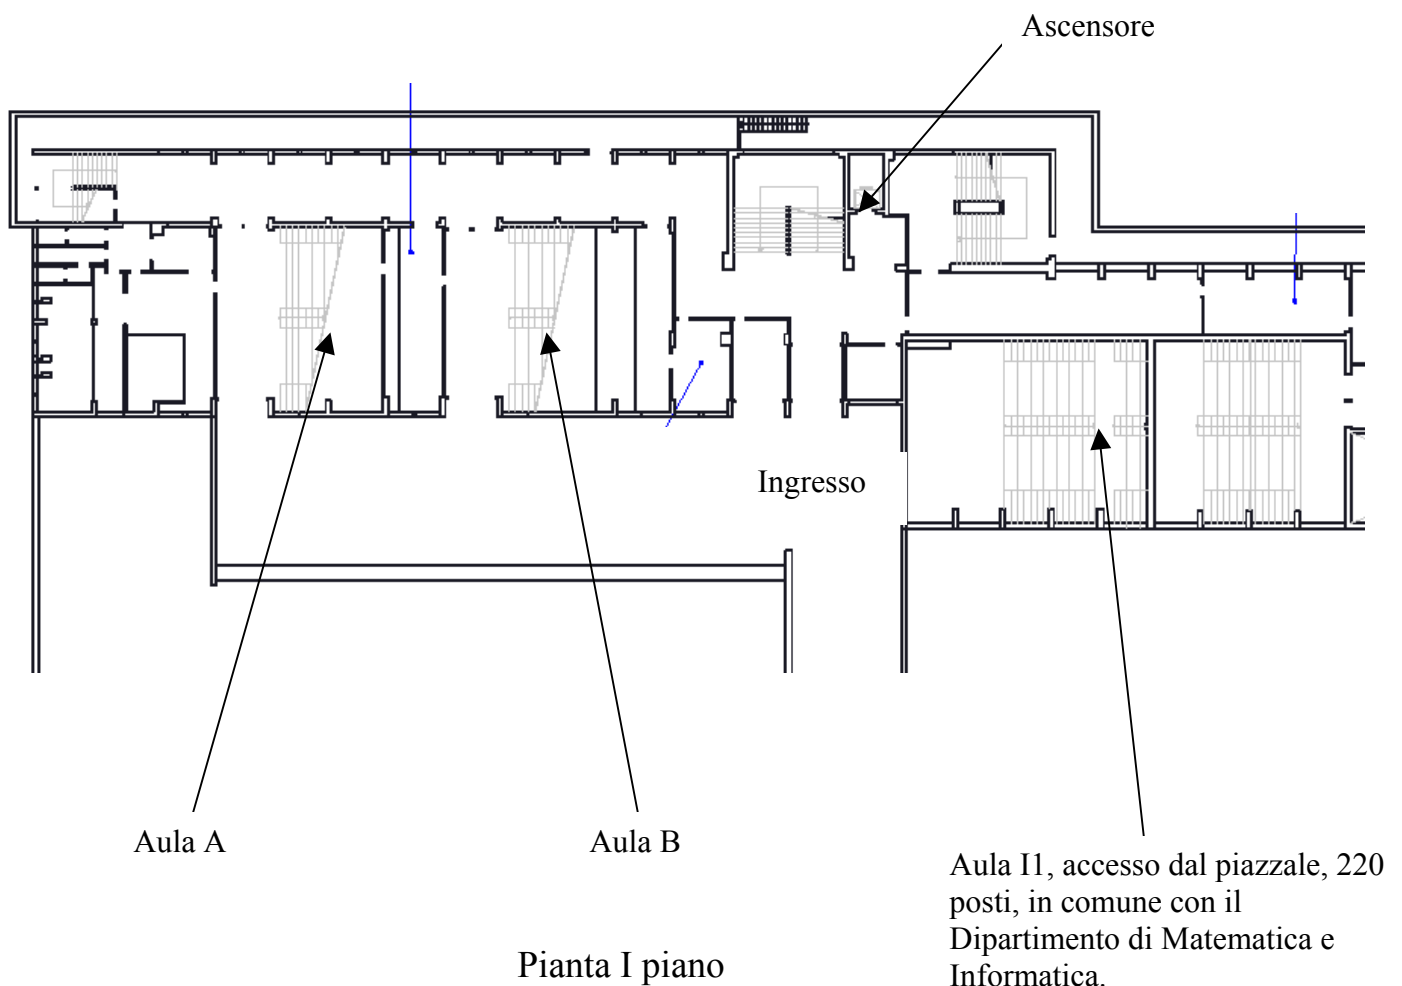 Ascensore
Ingresso
Aula A
Aula B
Aula I1, accesso dal piazzale, 220
posti, in comune con il
Dipartimento di Matematica e
Informatica.
Pianta I piano